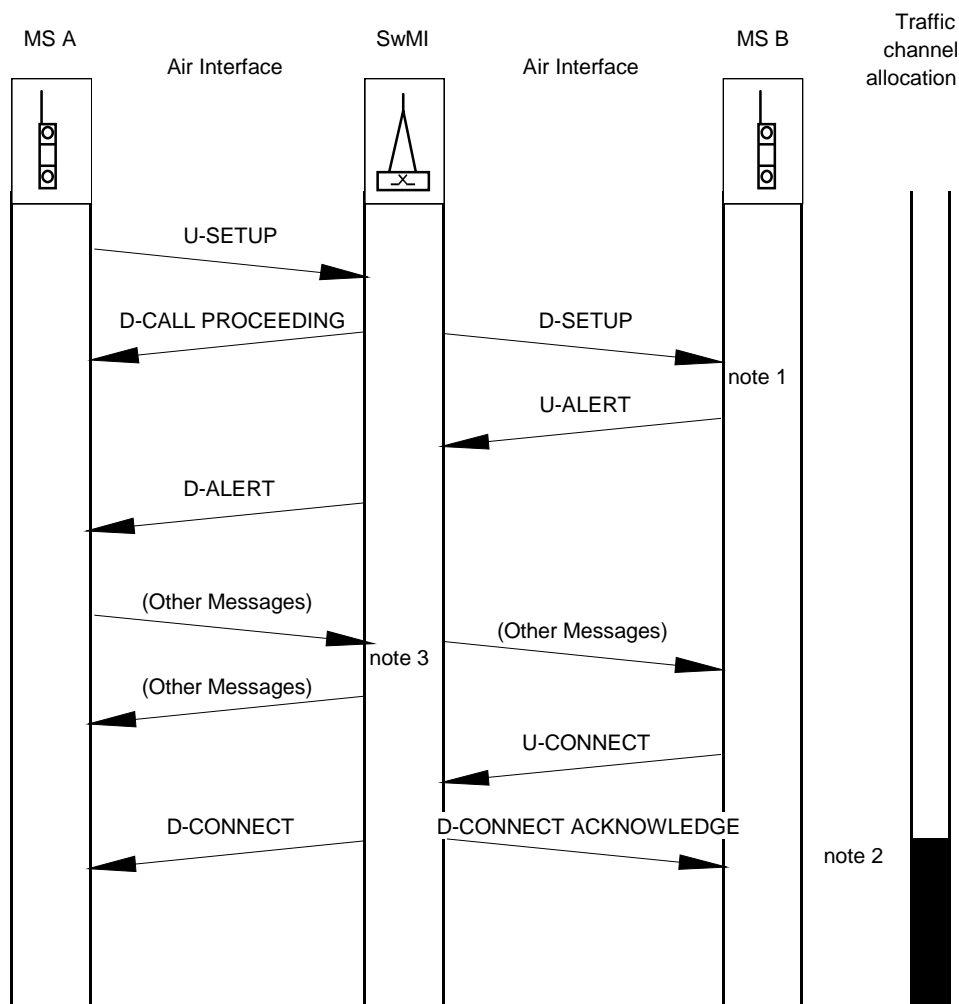 MS A
SwMI
MS B
Traffic
channel
allocation
Air Interface
Air Interface
U-SETUP
D-CALL PROCEEDING
D-SETUP
note 1
U-ALERT
D-ALERT
(Other Messages)
(Other Messages)
note 3
(Other Messages)
U-CONNECT
D-CONNECT
D-CONNECT ACKNOWLEDGE
note 2